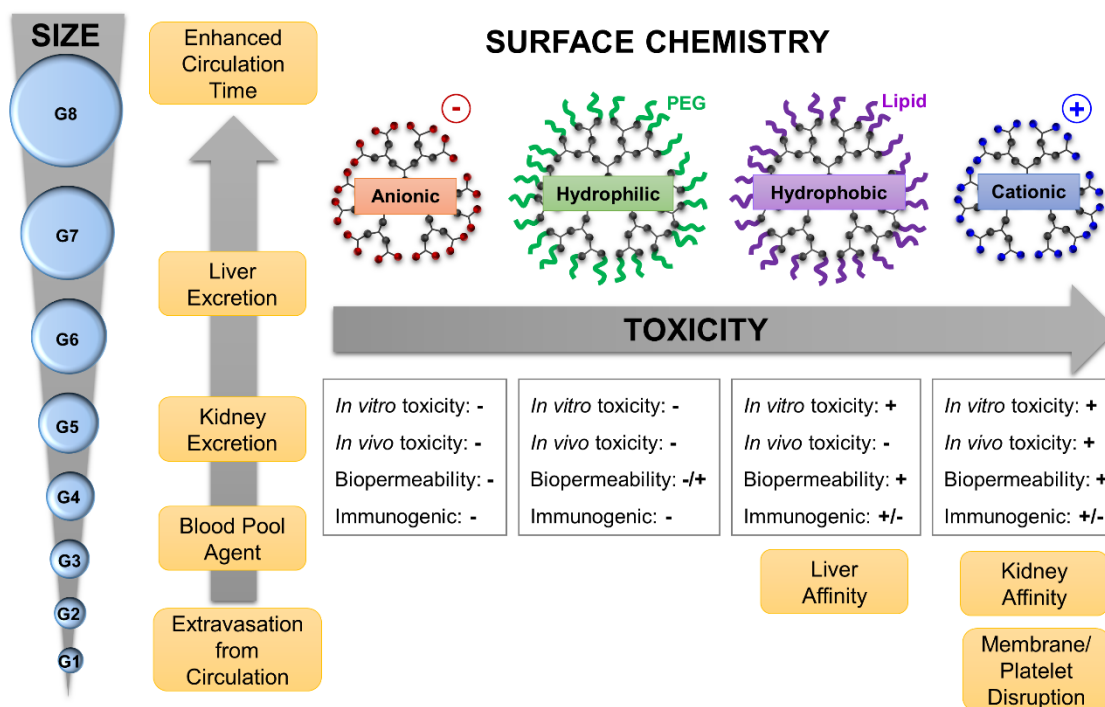 SIZE
G8
G7
G6
G5
G4
G3
G2
G1
Enhanced
Circulation
Time
Liver
Excretion
Kidney
Excretion
Blood Pool
Agent
Extravasation
from
Circulation
SURFACE CHEMISTRY
-
Anionic
PEG
Hydrophilic
Lipid
Hydrophobic
+
Cationic
TOXICITY
In vitro toxicity: -
In vivo toxicity: -
Biopermeability: -
Immunogenic: -
In vitro toxicity: -
In vivo toxicity: -
Biopermeability: -/+
Immunogenic: -
In vitro toxicity: +
In vivo toxicity: -
Biopermeability: +
Immunogenic: +/-
In vitro toxicity: +
In vivo toxicity: +
Biopermeability: +
Immunogenic: +/-
Liver
Affinity
Kidney
Affinity
Membrane/
Platelet
Disruption